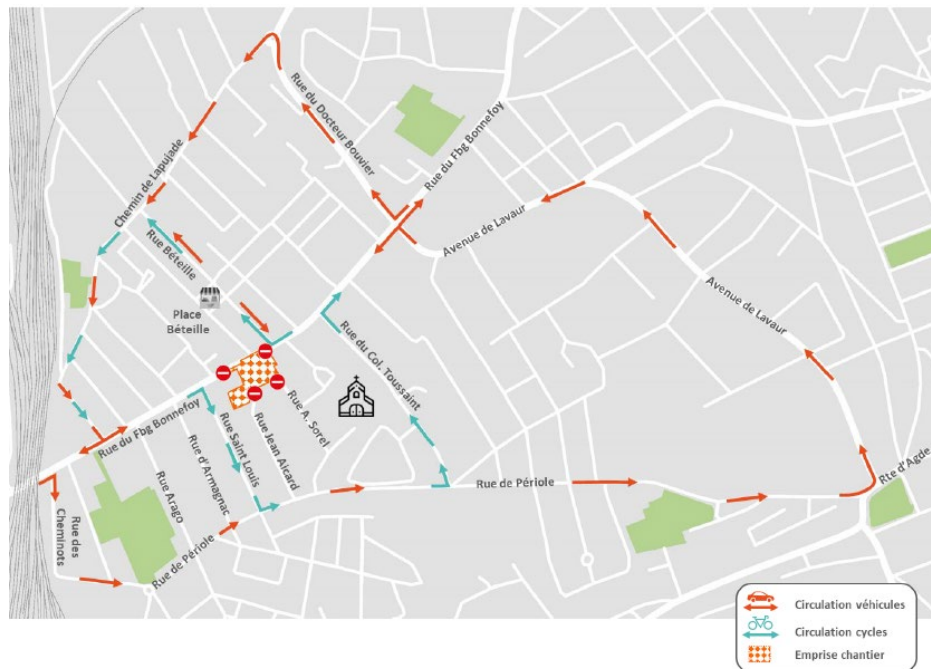 Rue du Docteur Bouvier
Rue du Fbg Bonnefoy
Chemin de Lapujade
Avenue de Lavaur
Rue Béteille
Avenue de Lavaur
Place
Béteille
Rue du Col. Toussaint
Rue A. Sorel
Rue du Fbg Bonnefoy
Rue Jean Aicard
Rue Saint Louis
Rue d'Armagnac
Rue Arago
Rue de Périole
Rte d'Agde
Rue des
Cheminots
Rue de Périole
Circulation véhicules
Circulation cycles
Emprise chantier